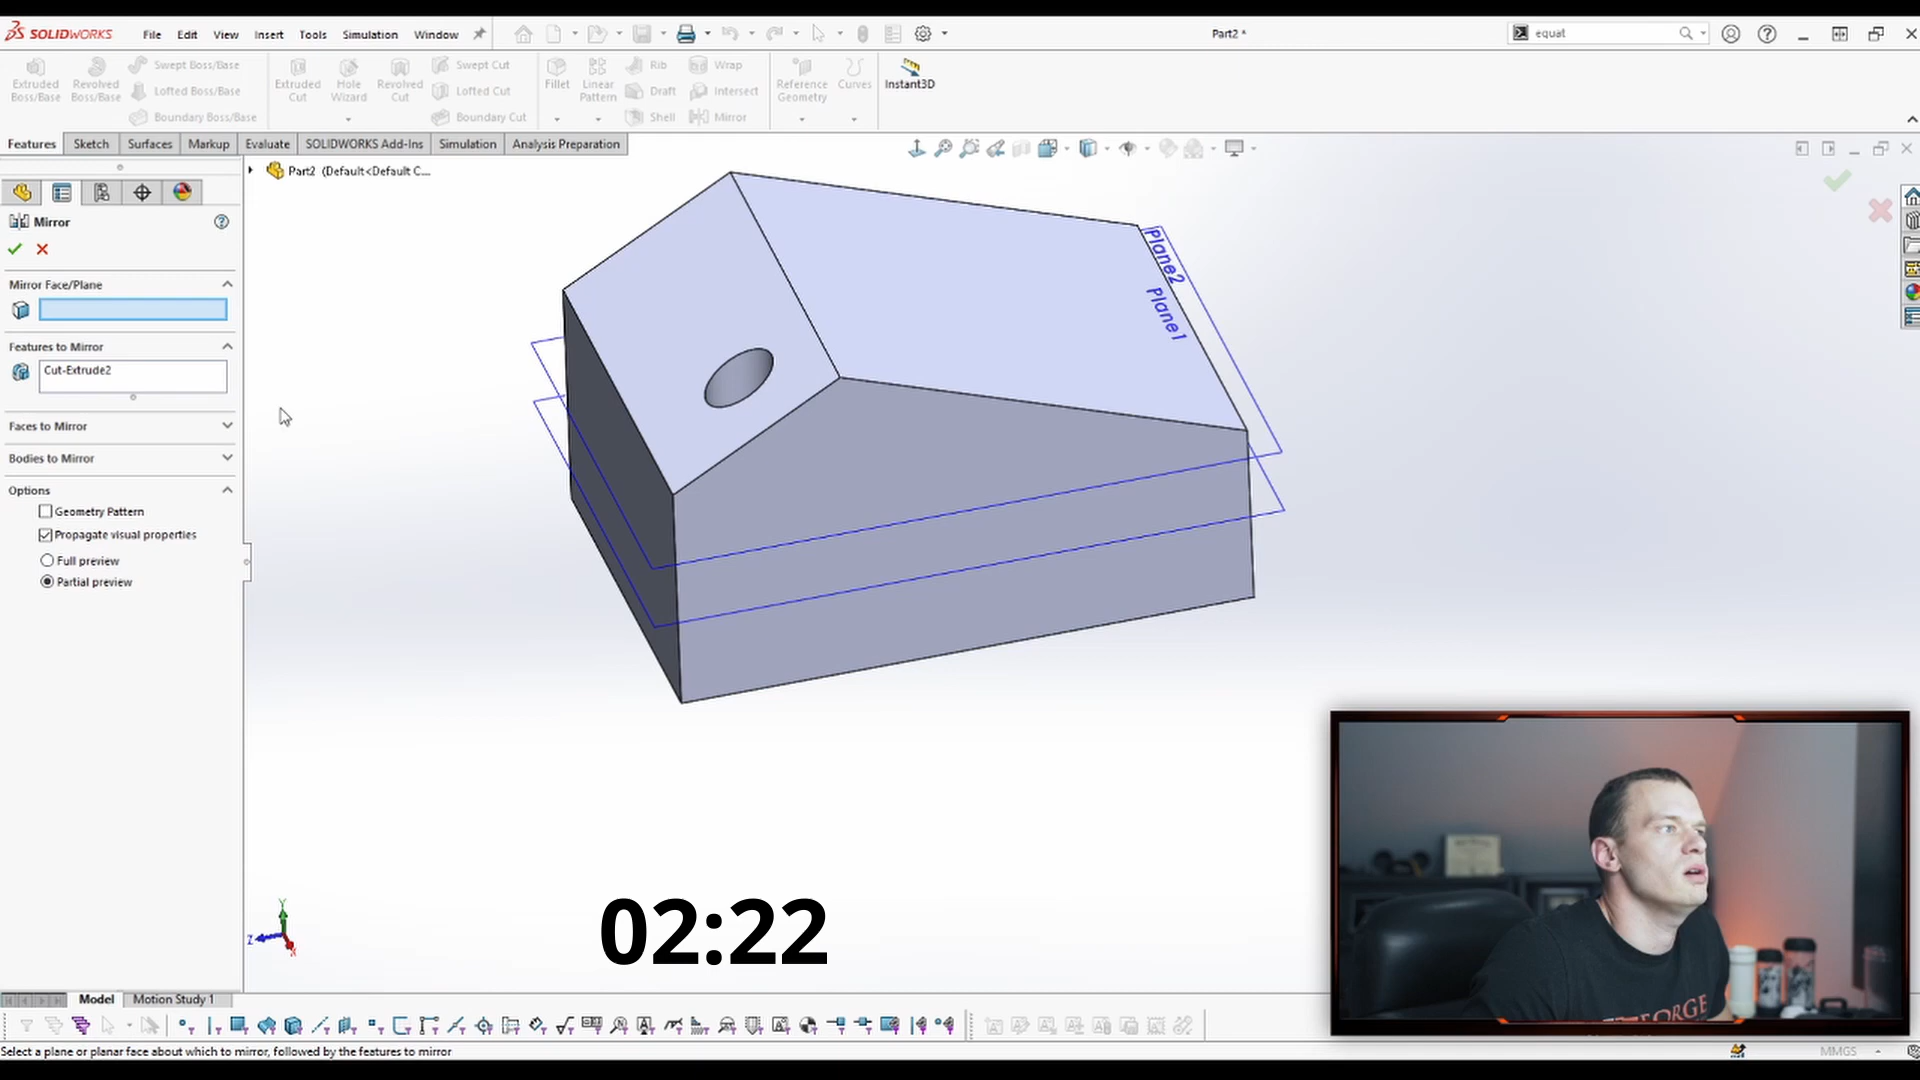 SOLIDWORKS File Edit View Insert Tools Simulation Window Part2 * equat
Extruded Boss/Base
Revolved Boss/Base
Swept Boss/Base
Lofted Boss/Base
Boundary Boss/Base
Extruded Cut
Hole Wizard
Revolved Cut
Swept Cut
Lofted Cut
Boundary Cut
Fillet
Linear Pattern
Rib
Draft
Shell
Wrap
Intersect
Mirror
Reference Geometry
Curves
Instant3D
Features Sketch Surfaces Markup Evaluate SOLIDWORKS Add-Ins Simulation Analysis Preparation
Part2 (Default<Default C...
Mirror
Mirror Face/Plane
Features to Mirror
Cut-Extrude2
Faces to Mirror
Bodies to Mirror
Options
Geometry Pattern
Propagate visual properties
Full preview
Partial preview
Plane2
Plane1
Y
Z
X
02:22
Model Motion Study 1
Select a plane or planar face about which to mirror, followed by the features to mirror
MMGS